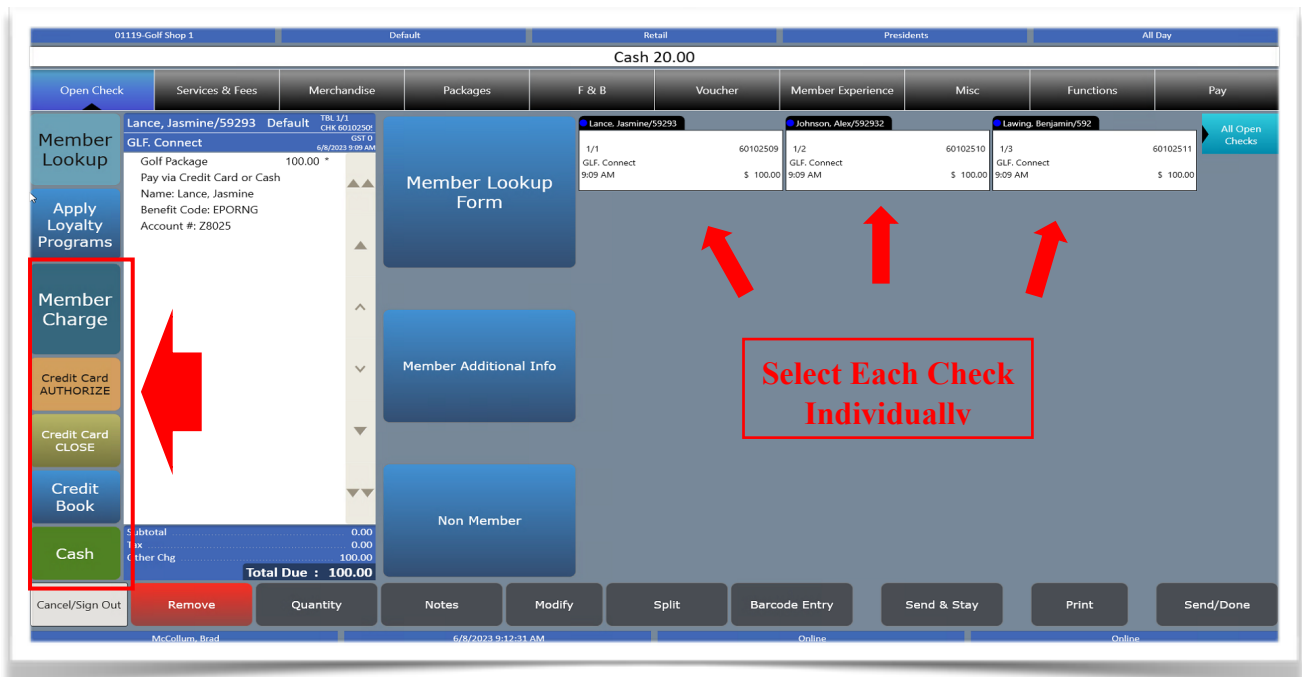 01119-Golf Shop 1 Default Retail Presidents All Day
Cash 20.00
Open Check Services & Fees Merchandise Packages F & B Voucher Member Experience Misc Functions Pay
Member
Lookup
Apply
Loyalty
Programs
Member
Charge
Credit Card
AUTHORIZE
Credit Card
CLOSE
Credit
Book
Cash
Lance, Jasmine/59293 Default TBL 1/1
CHK 6010250
GLF. Connect GST 0
6/8/2023 9:09 AM
Golf Package 100.00 *
Pay via Credit Card or Cash
Name: Lance, Jasmine
Benefit Code: EPORNG
Account #: Z8025
Subtotal 0.00
Tax 0.00
Other Chg 100.00
Total Due : 100.00
Member Lookup
Form
Member Additional Info
Non Member
Lance, Jasmine/59293
1/1 60102509
GLF. Connect
9:09 AM $ 100.00
Johnson, Alex/592932
1/2 60102510
GLF. Connect
9:09 AM $ 100.00
Lawing, Benjamin/592
1/3 60102511
GLF. Connect
9:09 AM $ 100.00
All Open
Checks
Select Each Check
Individually
Cancel/Sign Out Remove Quantity Notes Modify Split Barcode Entry Send & Stay Print Send/Done
McCollum, Brad 6/8/2023 9:12:31 AM Online Online